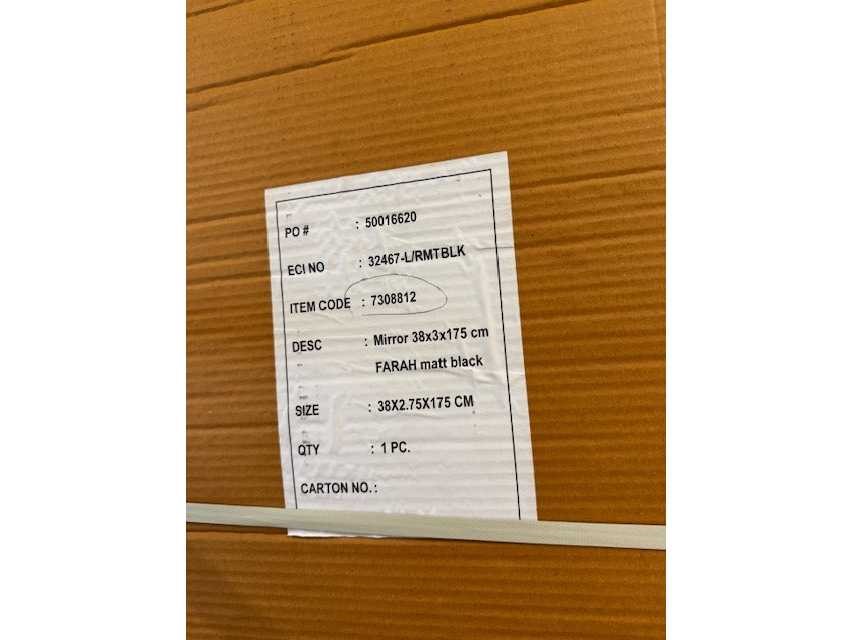 PO # : 50016620
ECI NO : 32467-L/RMTBLK
ITEM CODE : 7308812
DESC : Mirror 38x3x175 cm
FARAH matt black
SIZE : 38X2.75X175 CM
QTY : 1 PC.
CARTON NO. :